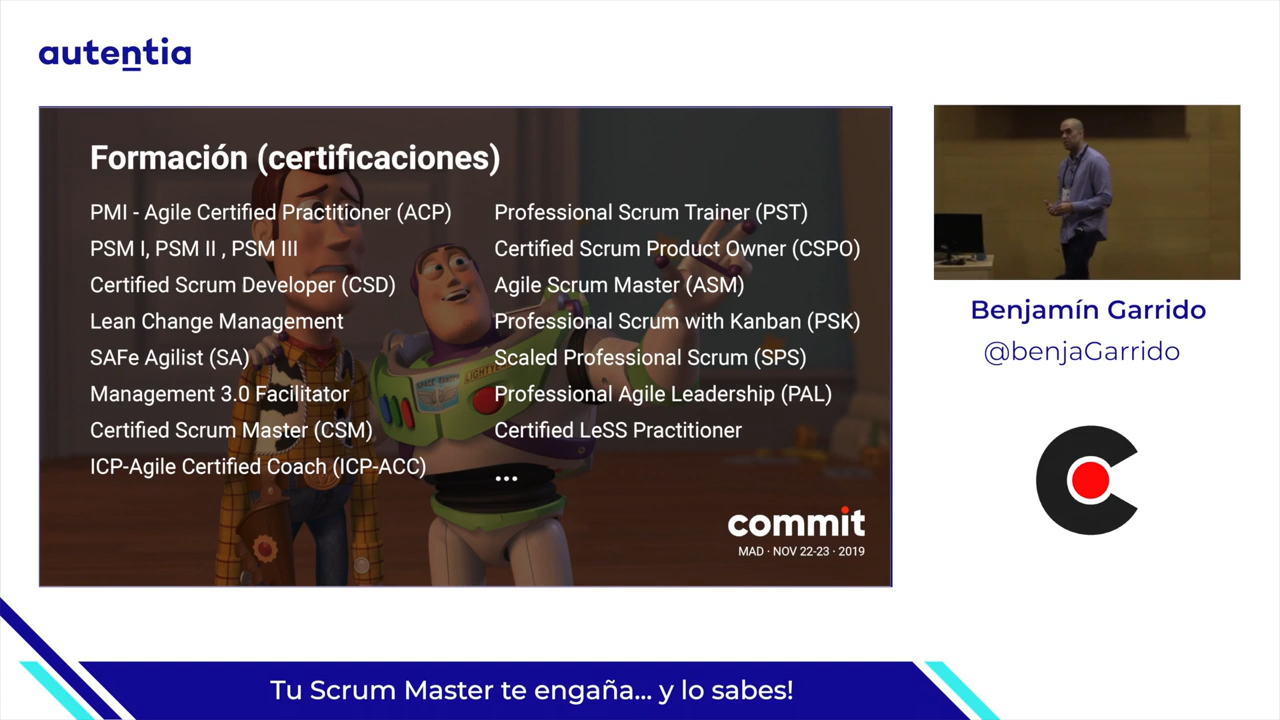 autentia
Formación (certificaciones)
PMI - Agile Certified Practitioner (ACP)
PSM I, PSM II , PSM III
Certified Scrum Developer (CSD)
Lean Change Management
SAFe Agilist (SA)
Management 3.0 Facilitator
Certified Scrum Master (CSM)
ICP-Agile Certified Coach (ICP-ACC)
Professional Scrum Trainer (PST)
Certified Scrum Product Owner (CSPO)
Agile Scrum Master (ASM)
Professional Scrum with Kanban (PSK)
Scaled Professional Scrum (SPS)
Professional Agile Leadership (PAL)
Certified LeSS Practitioner
...
SPACE RANGER
commit
MAD · NOV 22-23 · 2019
Benjamín Garrido
@benjaGarrido
Tu Scrum Master te engaña... y lo sabes!